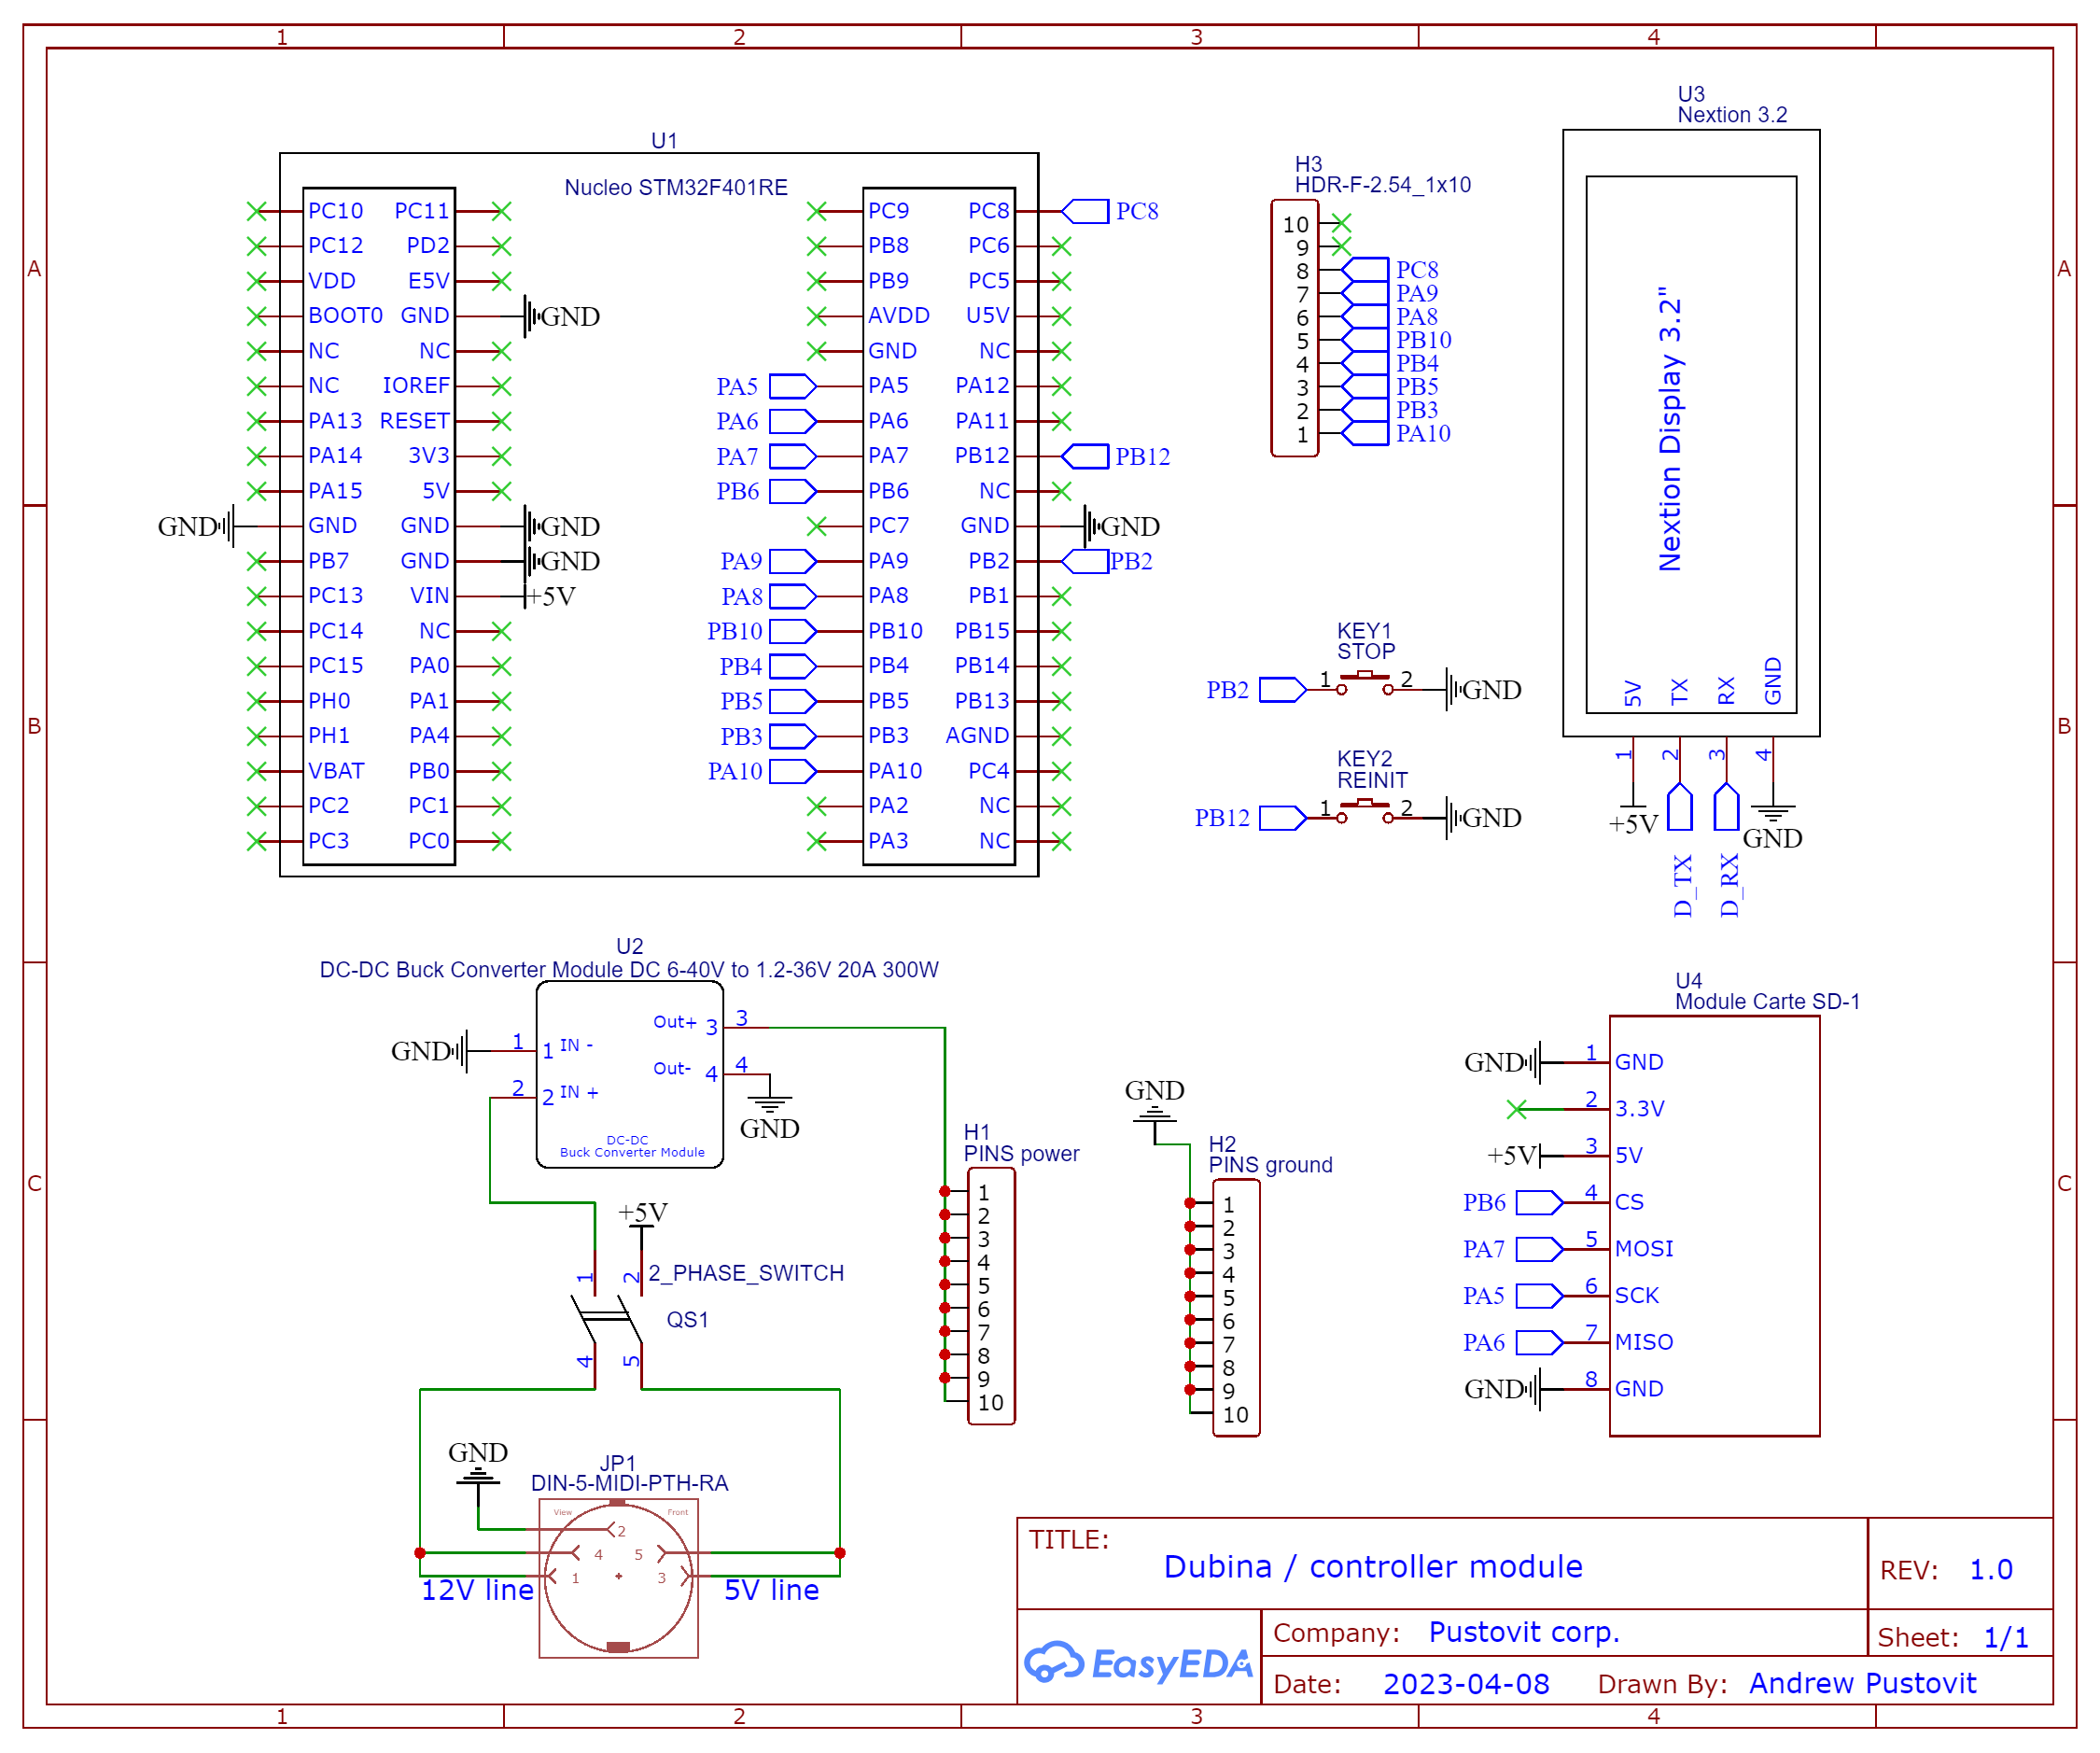 1 2 3 4
A A
B B
C C
1 2 3 4
U1
Nucleo STM32F401RE
PC10 PC11
PC12 PD2
VDD E5V
BOOT0 GND GND
NC NC
NC IOREF
PA13 RESET
PA14 3V3
PA15 5V
GND GND GND GND
PB7 GND GND
PC13 VIN +5V
PC14 NC
PC15 PA0
PH0 PA1
PH1 PA4
VBAT PB0
PC2 PC1
PC3 PC0
PC9 PC8 PC8
PB8 PC6
PB9 PC5
AVDD U5V
GND NC
PA5 PA5 PA12
PA6 PA6 PA11
PA7 PA7 PB12 PB12
PB6 PB6 NC
PC7 GND GND
PA9 PA9 PB2 PB2
PA8 PA8 PB1
PB10 PB10 PB15
PB4 PB4 PB14
PB5 PB5 PB13
PB3 PB3 AGND
PA10 PA10 PC4
PA2 NC
PA3 NC
H3
HDR-F-2.54_1x10
10
9
8 PC8
7 PA9
6 PA8
5 PB10
4 PB4
3 PB5
2 PB3
1 PA10
U3
Nextion 3.2
Nextion Display 3.2"
5V TX RX GND
1 2 3 4
+5V D_TX D_RX GND
KEY1
STOP
PB2 1 2 GND
KEY2
REINIT
PB12 1 2 GND
U2
DC-DC Buck Converter Module DC 6-40V to 1.2-36V 20A 300W
Out+ 3 3
GND 1 1 IN -
Out- 4 4
2 2 IN +
GND
DC-DC
Buck Converter Module
+5V
1 2 2_PHASE_SWITCH
QS1
4 5
GND
JP1
DIN-5-MIDI-PTH-RA
View Front
2
4 5
1 3
12V line 5V line
H1
PINS power
1
2
3
4
5
6
7
8
9
10
GND
H2
PINS ground
1
2
3
4
5
6
7
8
9
10
U4
Module Carte SD-1
GND 1 GND
2 3.3V
+5V 3 5V
PB6 4 CS
PA7 5 MOSI
PA5 6 SCK
PA6 7 MISO
GND 8 GND
TITLE:
Dubina / controller module
REV: 1.0
EasyEDA
Company: Pustovit corp.
Sheet: 1/1
Date: 2023-04-08 Drawn By: Andrew Pustovit